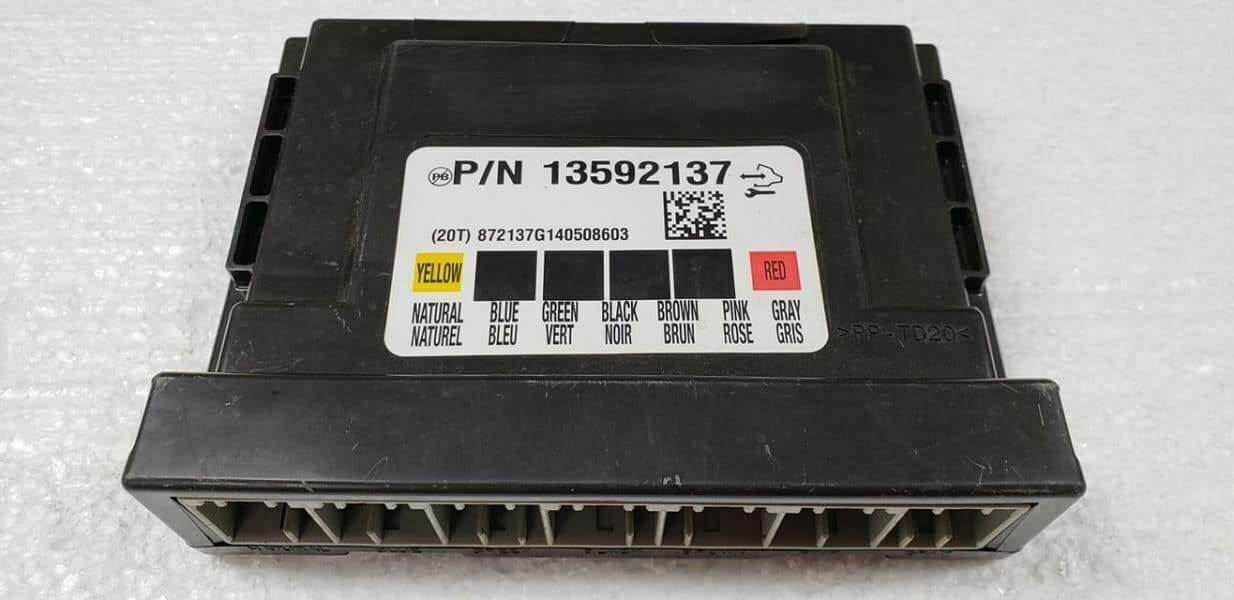 PB P/N 13592137
(20T) 872137G140508603
YELLOW RED
NATURAL BLUE GREEN BLACK BROWN PINK GRAY
NATUREL BLEU VERT NOIR BRUN ROSE GRIS
>PP-TD20<